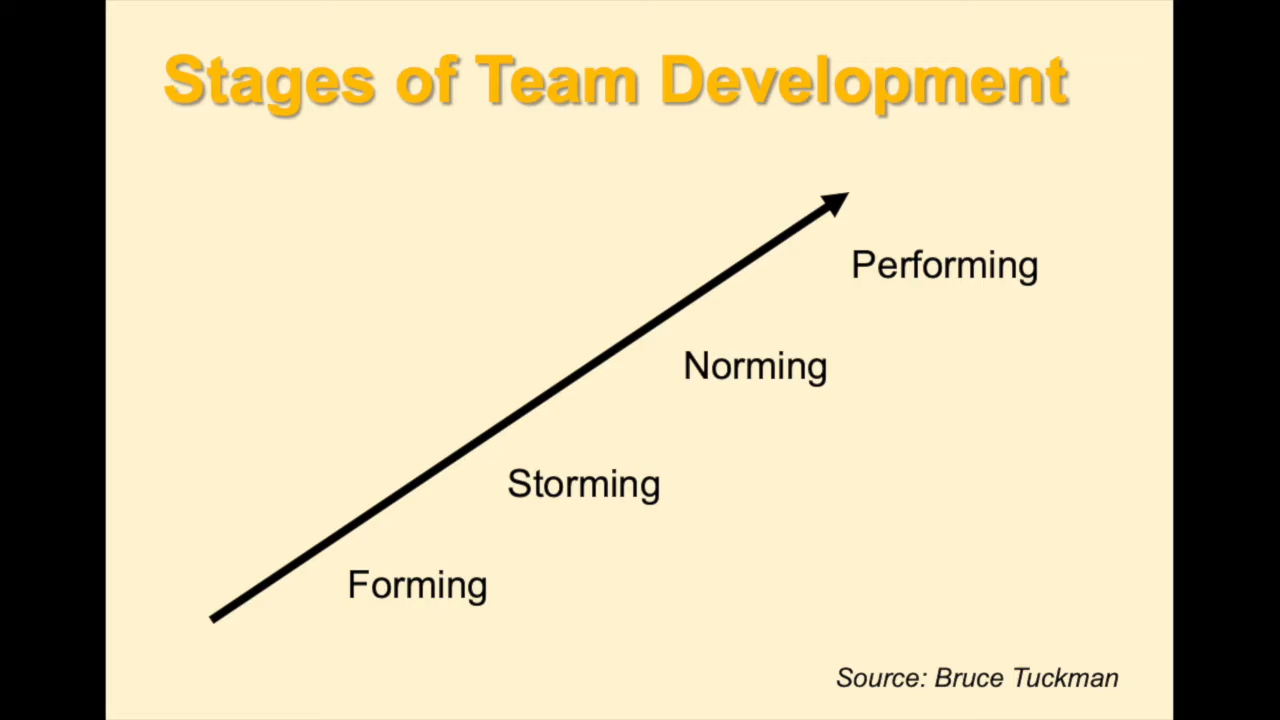 Stages of Team Development
Performing
Norming
Storming
Forming
Source: Bruce Tuckman